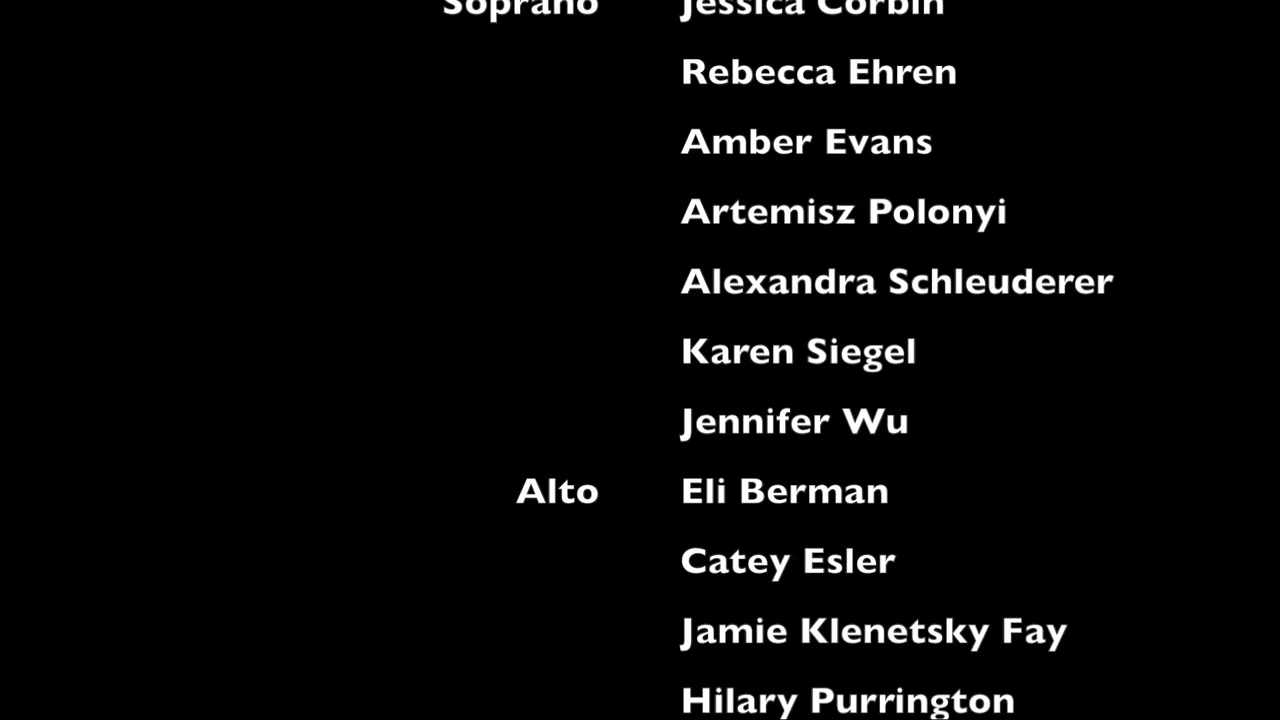 Soprano Jessica Corbin
Rebecca Ehren
Amber Evans
Artemisz Polonyi
Alexandra Schleuderer
Karen Siegel
Jennifer Wu
Alto Eli Berman
Catey Esler
Jamie Klenetsky Fay
Hilary Purrington